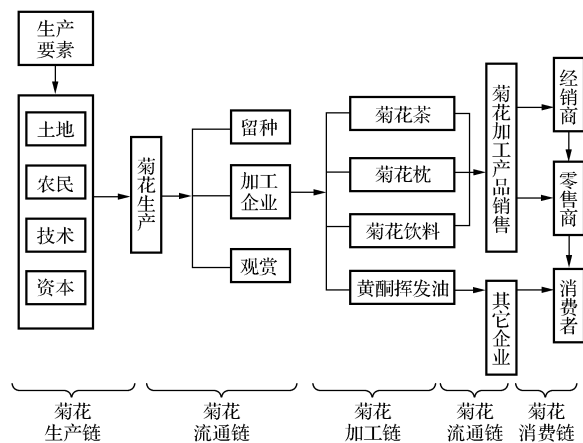 生产
要素
土地
农民
技术
资本
菊花生产
留种
加工
企业
观赏
菊花茶
菊花枕
菊花饮料
黄酮挥发油
菊花加工产品销售
其它企业
经销商
零售商
消费者
菊花
生产链
菊花
流通链
菊花
加工链
菊花
流通链
菊花
消费链